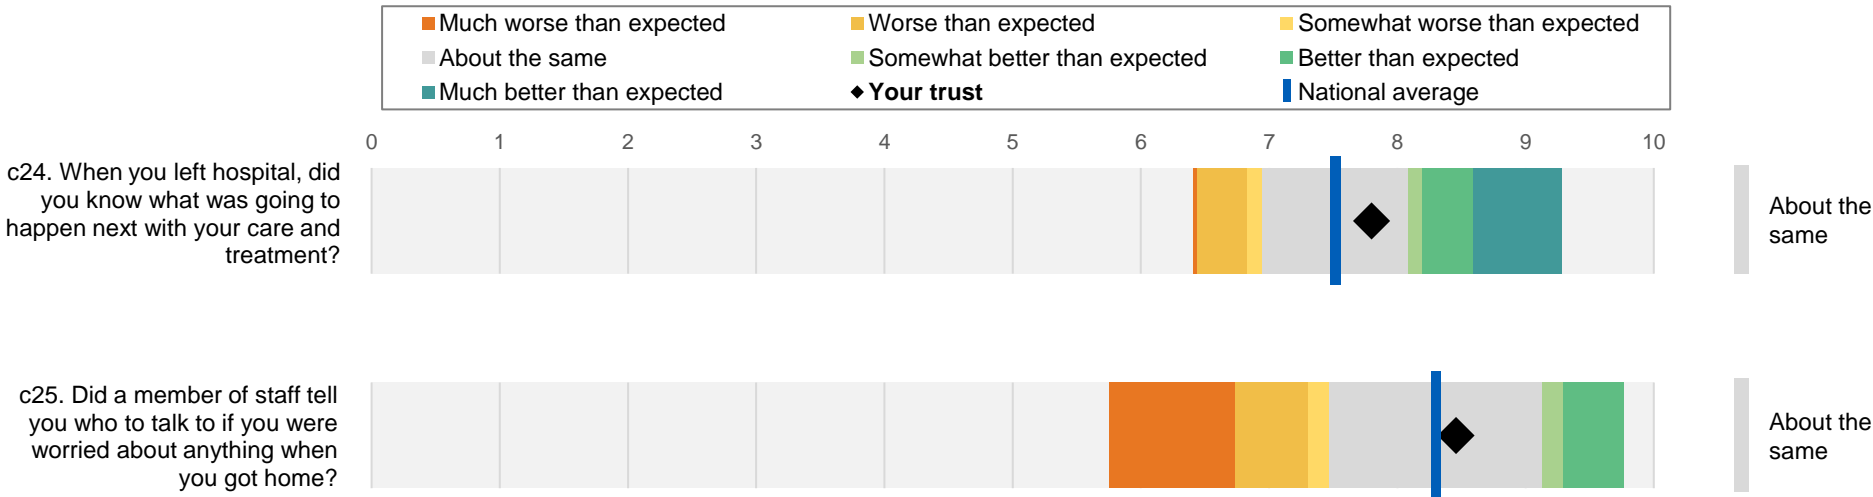 Much worse than expected
Worse than expected
Somewhat worse than expected
About the same
Somewhat better than expected
Better than expected
Much better than expected
Your trust
National average
0 1 2 3 4 5 6 7 8 9 10
c24. When you left hospital, did
you know what was going to
happen next with your care and
treatment?
About the
same
c25. Did a member of staff tell
you who to talk to if you were
worried about anything when
you got home?
About the
same